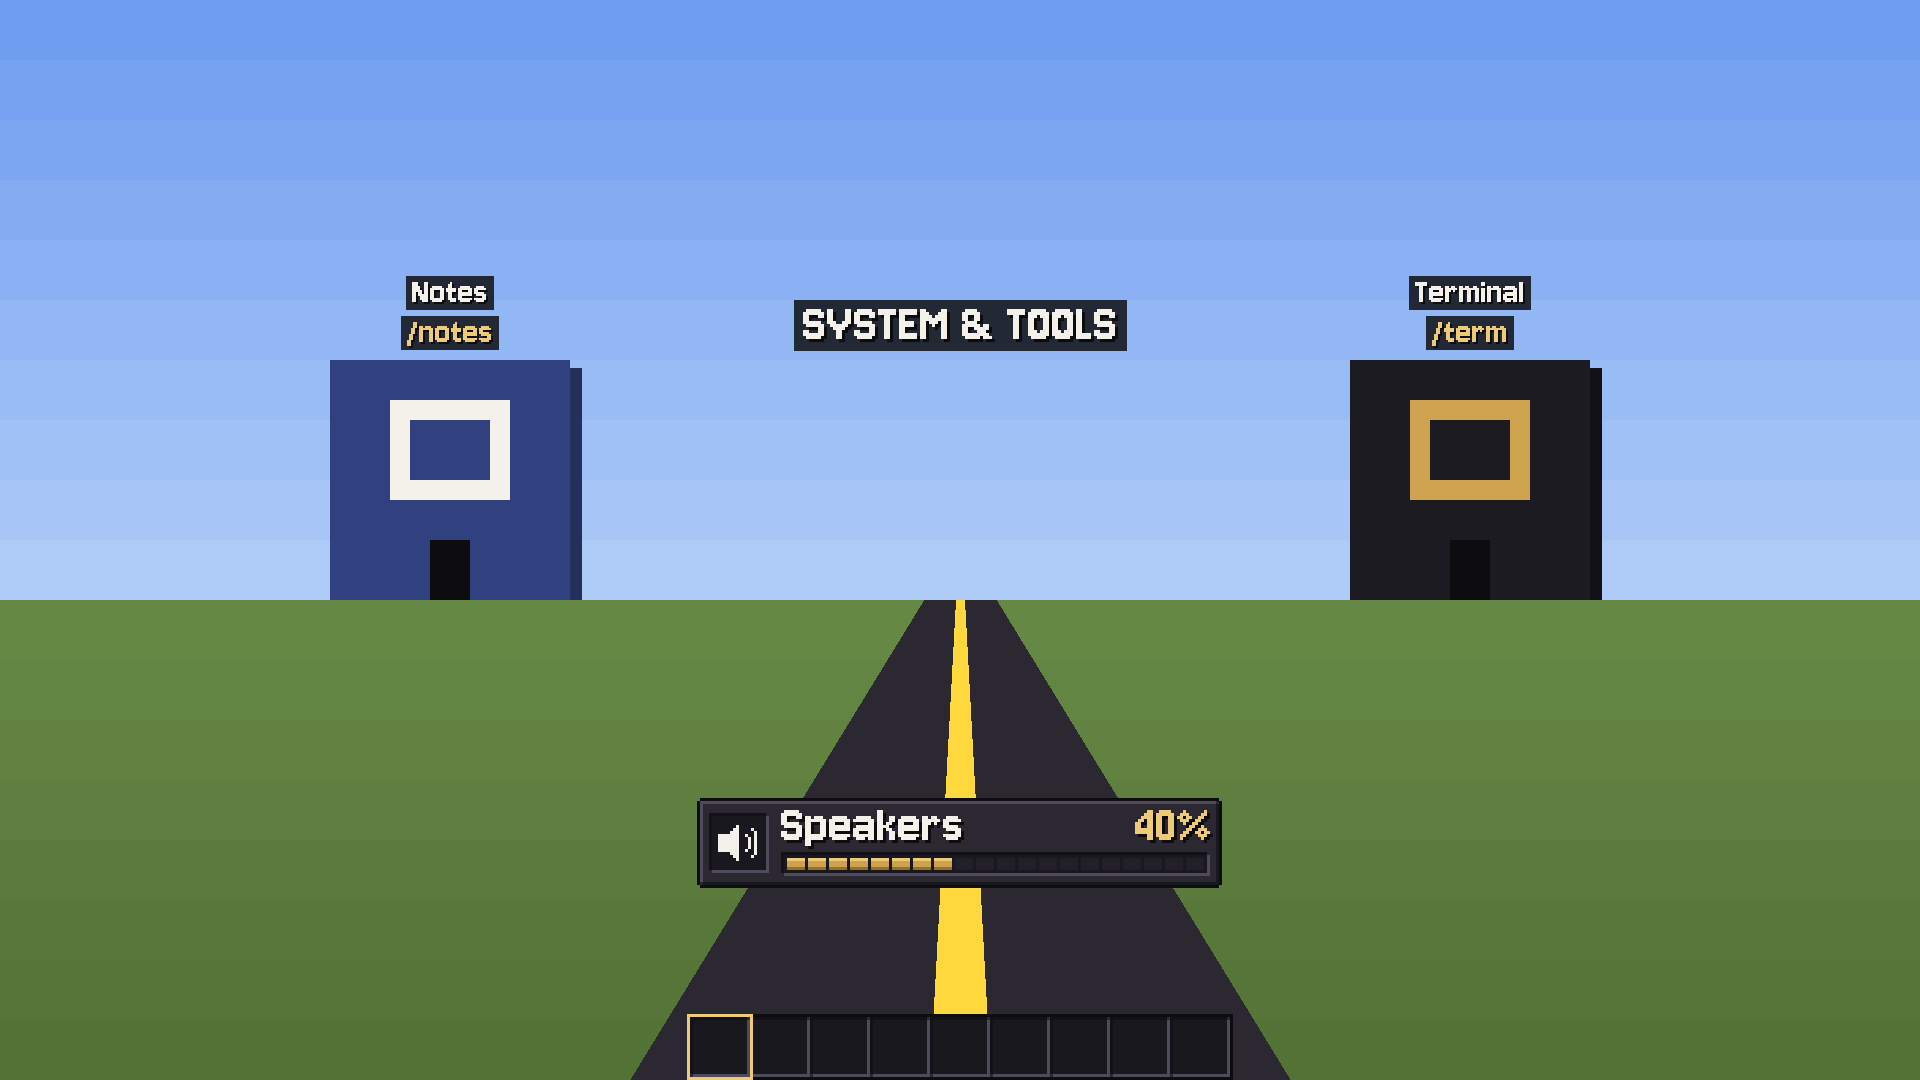 Notes
/notes
SYSTEM & TOOLS
Terminal
/term
Speakers 40%